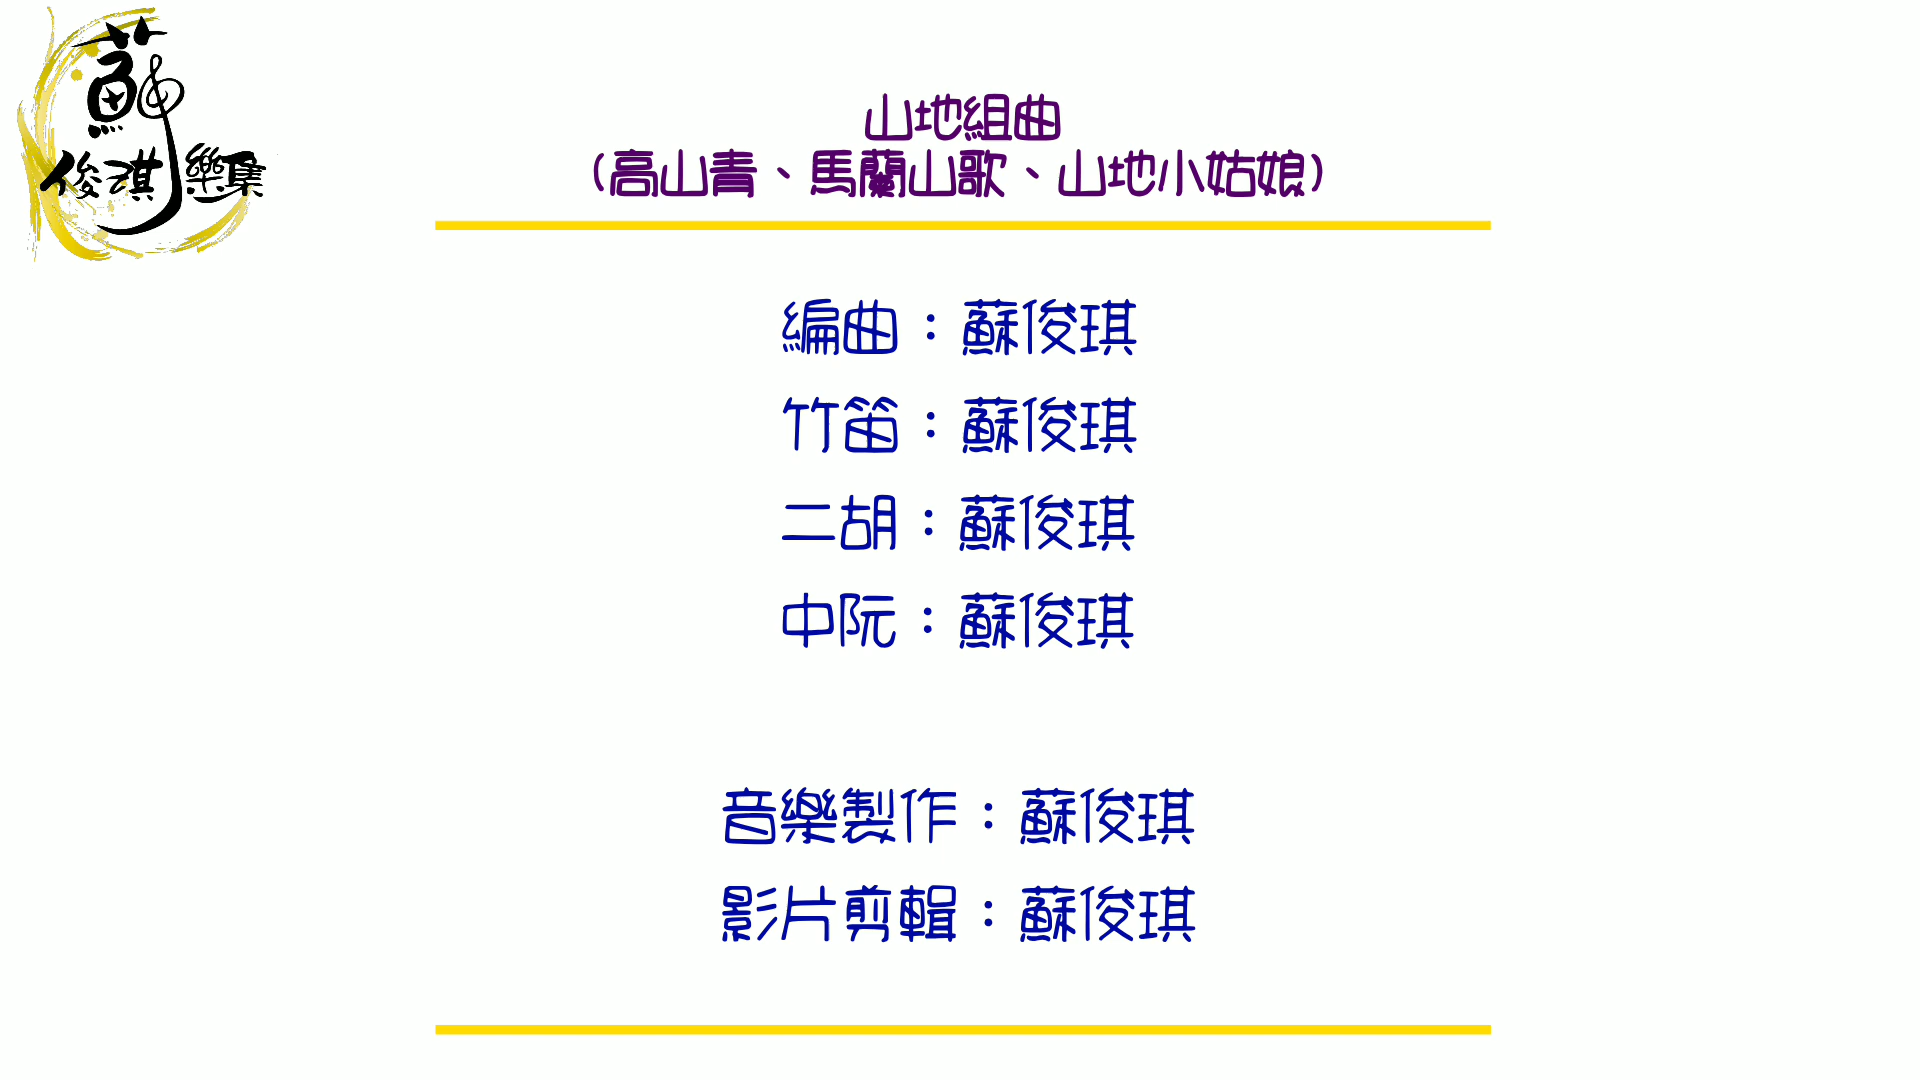 蘇
俊琪樂集
山地組曲
(高山青、馬蘭山歌、山地小姑娘)
編曲：蘇俊琪
竹笛：蘇俊琪
二胡：蘇俊琪
中阮：蘇俊琪
音樂製作：蘇俊琪
影片剪輯：蘇俊琪